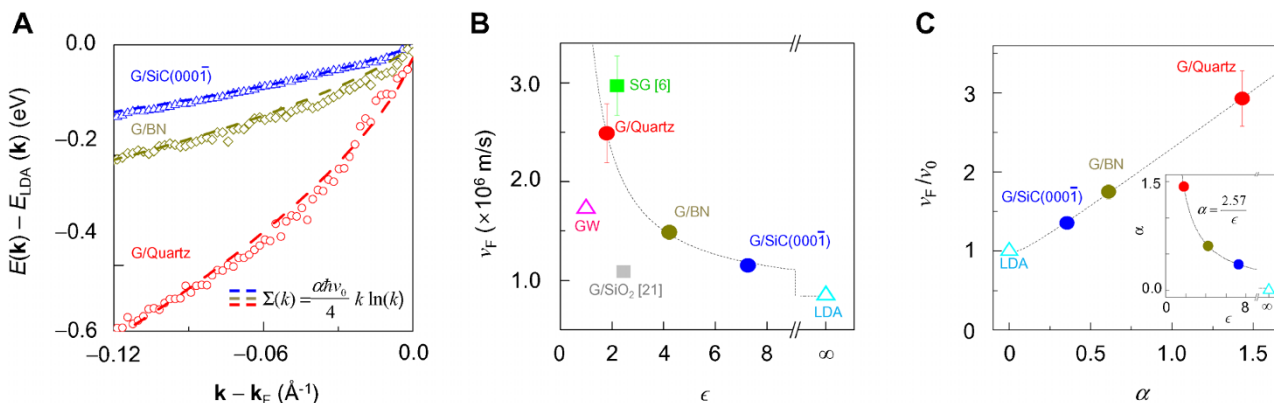 A
E(k) − E_LDA (k) (eV)
0.0
−0.2
−0.4
−0.6
G/SiC(0001̄)
G/BN
G/Quartz
Σ(k) = αℏv₀/4 k ln(k)
−0.12
−0.06
0.0
k − k_F (Å⁻¹)
B
v_F (× 10⁶ m/s)
3.0
2.0
1.0
SG [6]
G/Quartz
GW
G/BN
G/SiC(0001̄)
G/SiO₂ [21]
LDA
0
2
4
6
8
∞
ϵ
C
v_F/v₀
3
2
1
0
G/Quartz
G/BN
G/SiC(0001̄)
LDA
1.5
α
0.0
α = 2.57/ϵ
0
8
∞
ϵ
0
0.5
1.0
1.5
α